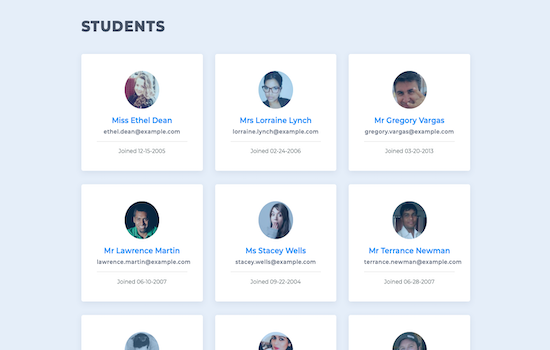 STUDENTS
Miss Ethel Dean
ethel.dean@example.com
Joined 12-15-2005
Mrs Lorraine Lynch
lorraine.lynch@example.com
Joined 02-24-2006
Mr Gregory Vargas
gregory.vargas@example.com
Joined 03-20-2013
Mr Lawrence Martin
lawrence.martin@example.com
Joined 06-10-2007
Ms Stacey Wells
stacey.wells@example.com
Joined 09-22-2004
Mr Terrance Newman
terrance.newman@example.com
Joined 06-28-2007